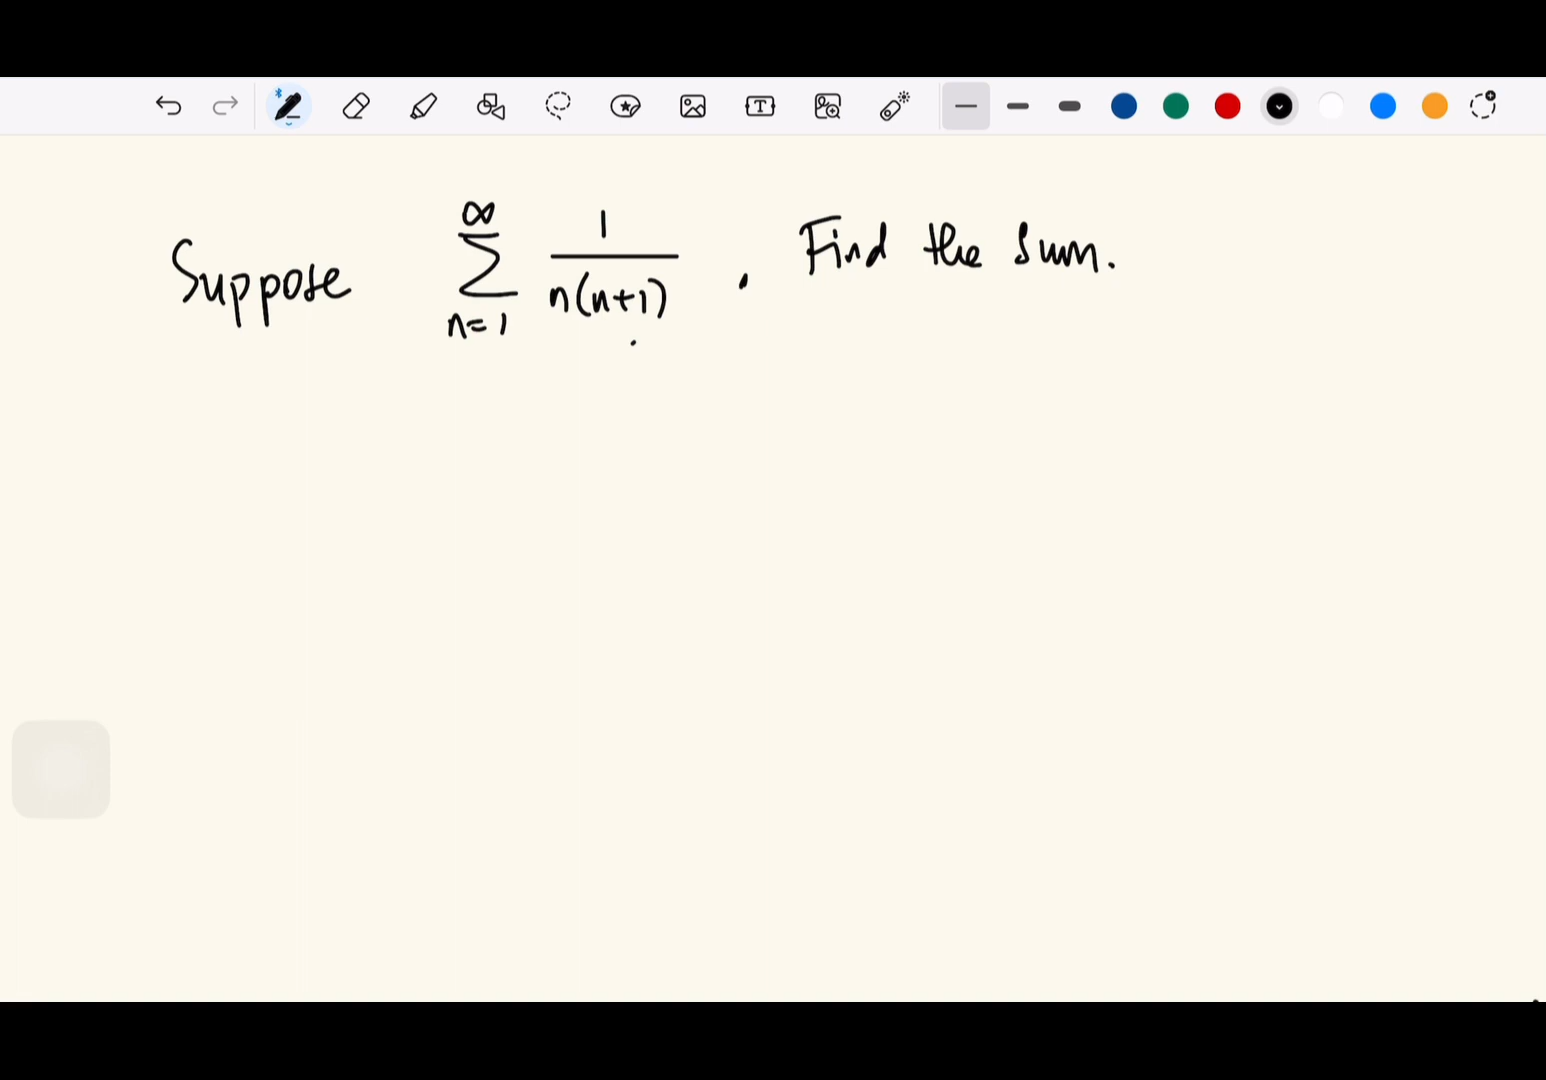 Suppose ∞ ∑ n=1 1/n(n+1) . Find the sum.